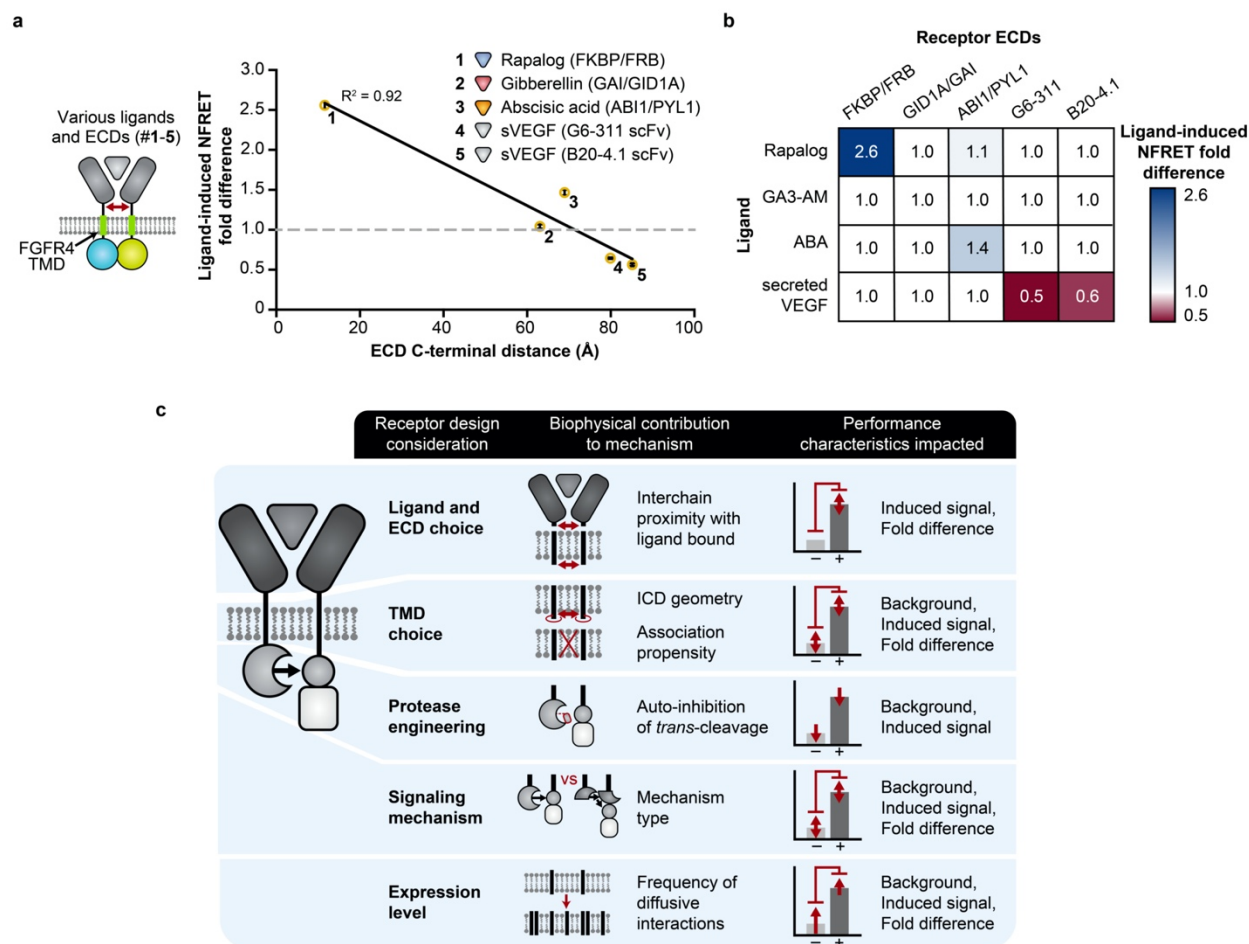 a
Various ligands
and ECDs (#1-5)
FGFR4
TMD
Ligand-induced NFRET
fold difference
3.0
2.5
2.0
1.5
1.0
0.5
0
R² = 0.92
1
2
3
4
5
0 20 40 60 80 100
ECD C-terminal distance (Å)
1 Rapalog (FKBP/FRB)
2 Gibberellin (GAI/GID1A)
3 Abscisic acid (ABI1/PYL1)
4 sVEGF (G6-311 scFv)
5 sVEGF (B20-4.1 scFv)
b
Receptor ECDs
FKBP/FRB
GID1A/GAI
ABI1/PYL1
G6-311
B20-4.1
Ligand
Rapalog 2.6 1.0 1.1 1.0 1.0
GA3-AM 1.0 1.0 1.0 1.0 1.0
ABA 1.0 1.0 1.4 1.0 1.0
secreted
VEGF
1.0 1.0 1.0 0.5 0.6
Ligand-induced
NFRET fold
difference
2.6
1.0
0.5
c
Receptor design
consideration
Biophysical contribution
to mechanism
Performance
characteristics impacted
Ligand and
ECD choice
Interchain
proximity with
ligand bound
– +
Induced signal,
Fold difference
TMD
choice
ICD geometry
Association
propensity
– +
Background,
Induced signal,
Fold difference
Protease
engineering
Auto-inhibition
of trans-cleavage
– +
Background,
Induced signal
Signaling
mechanism
vs
Mechanism
type
– +
Background,
Induced signal,
Fold difference
Expression
level
Frequency of
diffusive
interactions
– +
Background,
Induced signal,
Fold difference